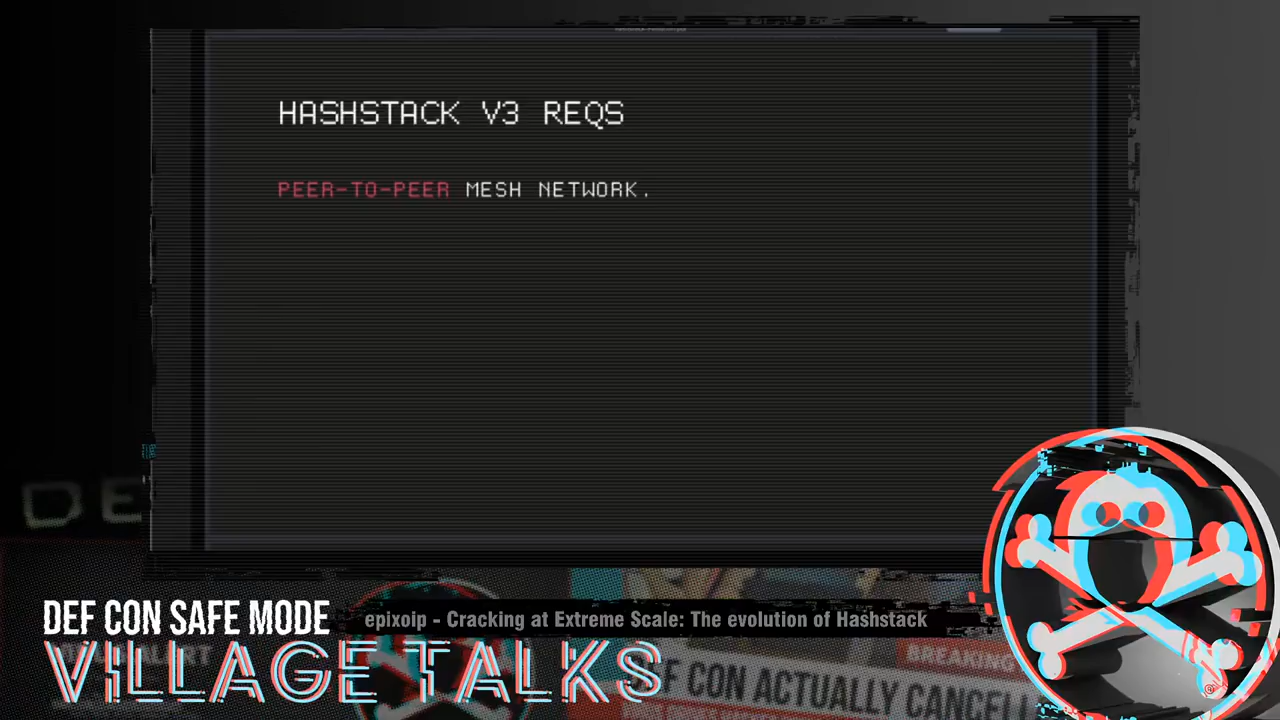 HASHSTACK V3 REQS
PEER-TO-PEER MESH NETWORK.
DE
DEF CON SAFE MODE
epixoip - Cracking at Extreme Scale: The evolution of Hashstack
VILLAGE TALKS
BREAKING
DEF CON ACTUALLY CANCEL